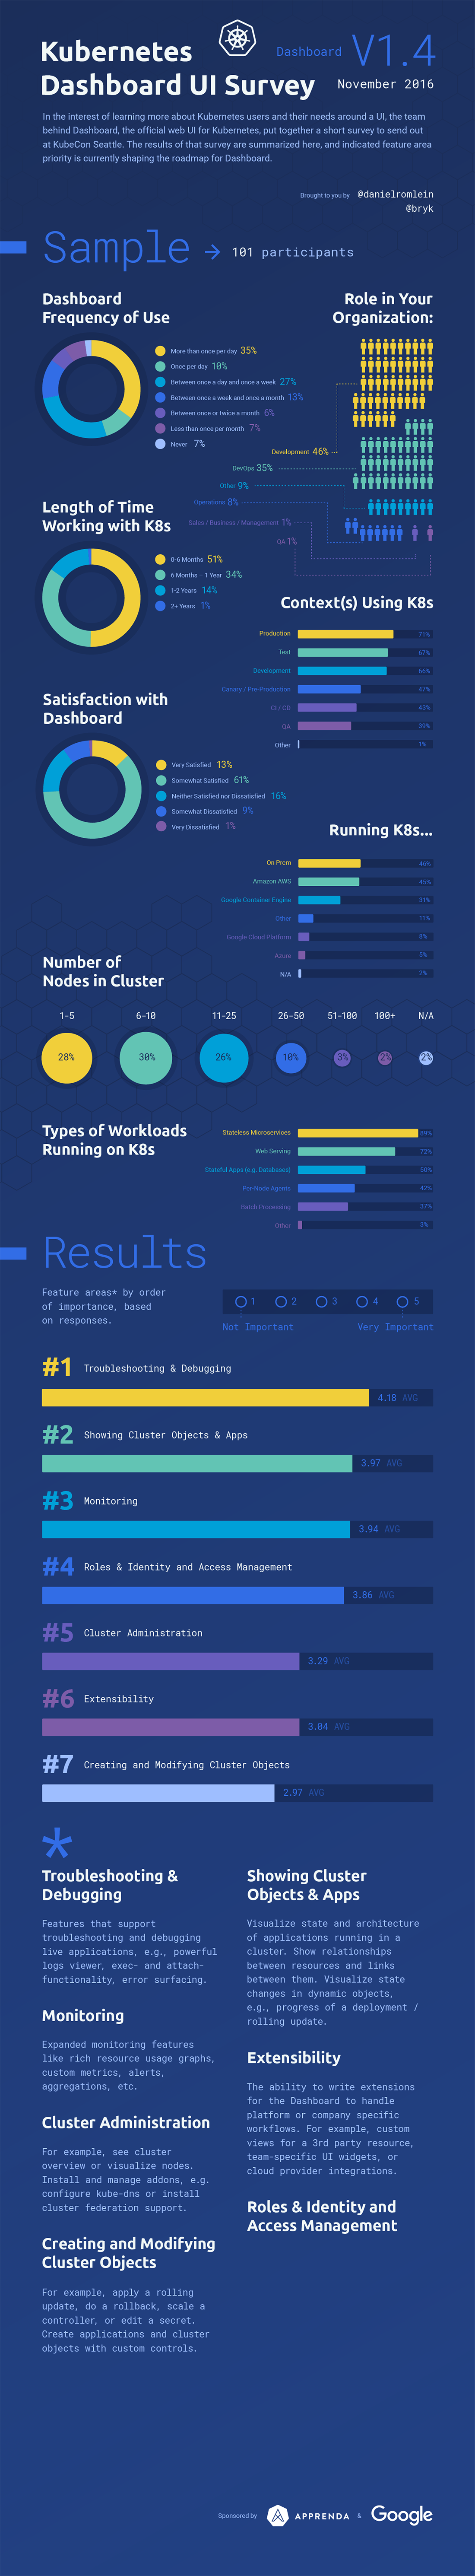 Kubernetes
Dashboard UI Survey
Dashboard V1.4
November 2016
In the interest of learning more about Kubernetes users and their needs around a UI, the team
behind Dashboard, the official web UI for Kubernetes, put together a short survey to send out
at KubeCon Seattle. The results of that survey are summarized here, and indicated feature area
priority is currently shaping the roadmap for Dashboard.
Brought to you by @danielromlein
@bryk
Sample → 101 participants
Dashboard
Frequency of Use
More than once per day 35%
Once per day 10%
Between once a day and once a week 27%
Between once a week and once a month 13%
Between once or twice a month 6%
Less than once per month 7%
Never 7%
Role in Your
Organization:
Development 46%
DevOps 35%
Other 9%
Operations 8%
Sales / Business / Management 1%
QA 1%
Length of Time
Working with K8s
0-6 Months 51%
6 Months – 1 Year 34%
1-2 Years 14%
2+ Years 1%
Context(s) Using K8s
Production 71%
Test 67%
Development 66%
Canary / Pre-Production 47%
CI / CD 43%
QA 39%
Other 1%
Satisfaction with
Dashboard
Very Satisfied 13%
Somewhat Satisfied 61%
Neither Satisfied nor Dissatisfied 16%
Somewhat Dissatisfied 9%
Very Dissatisfied 1%
Running K8s...
On Prem 46%
Amazon AWS 45%
Google Container Engine 31%
Other 11%
Google Cloud Platform 8%
Azure 5%
N/A 2%
Number of
Nodes in Cluster
1-5 6-10 11-25 26-50 51-100 100+ N/A
28% 30% 26% 10% 3% 2% 2%
Types of Workloads
Running on K8s
Stateless Microservices 89%
Web Serving 72%
Stateful Apps (e.g. Databases) 50%
Per Node Agents 42%
Batch Processing 37%
Other 3%
Results
Feature areas* by order
of importance, based
on responses.
1 2 3 4 5
Not Important Very Important
#1 Troubleshooting & Debugging
4.18 AVG
#2 Showing Cluster Objects & Apps
3.97 AVG
#3 Monitoring
3.94 AVG
#4 Roles & Identity and Access Management
3.86 AVG
#5 Cluster Administration
3.29 AVG
#6 Extensibility
3.04 AVG
#7 Creating and Modifying Cluster Objects
2.97 AVG
*
Troubleshooting &
Debugging
Features that support
troubleshooting and debugging
live applications, e.g., powerful
logs viewer, exec- and attach-
functionality, error surfacing.
Monitoring
Expanded monitoring features
like rich resource usage graphs,
custom metrics, alerts,
aggregations, etc.
Cluster Administration
For example, see cluster
overview or visualize nodes.
Install and manage addons, e.g.
configure kube-dns or install
cluster federation support.
Creating and Modifying
Cluster Objects
For example, apply a rolling
update, do a rollback, scale a
controller, or edit a secret.
Create applications and cluster
objects with custom controls.
Showing Cluster
Objects & Apps
Visualize state and architecture
of applications running in a
cluster. Show relationships
between resources and links
between them. Visualize state
changes in dynamic objects,
e.g., progress of a deployment /
rolling update.
Extensibility
The ability to write extensions
for the Dashboard to handle
platform or company specific
workflows. For example, custom
views for a 3rd party resource,
team-specific UI widgets, or
cloud provider integrations.
Roles & Identity and
Access Management
Sponsored by APPRENDA & Google